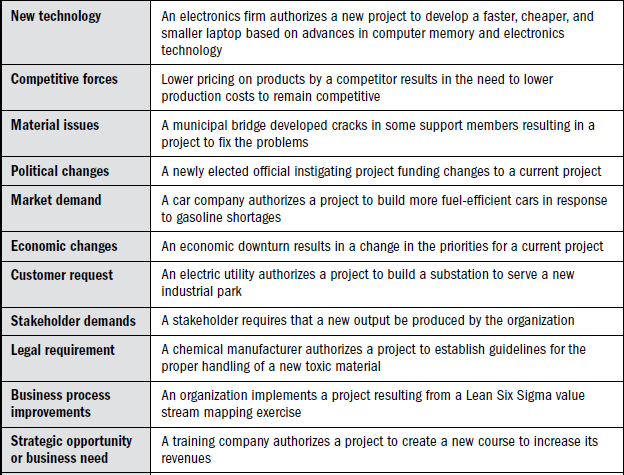 New technology
An electronics firm authorizes a new project to develop a faster, cheaper, and
smaller laptop based on advances in computer memory and electronics
technology
Competitive forces
Lower pricing on products by a competitor results in the need to lower
production costs to remain competitive
Material issues
A municipal bridge developed cracks in some support members resulting in a
project to fix the problems
Political changes
A newly elected official instigating project funding changes to a current project
Market demand
A car company authorizes a project to build more fuel-efficient cars in response
to gasoline shortages
Economic changes
An economic downturn results in a change in the priorities for a current project
Customer request
An electric utility authorizes a project to build a substation to serve a new
industrial park
Stakeholder demands
A stakeholder requires that a new output be produced by the organization
Legal requirement
A chemical manufacturer authorizes a project to establish guidelines for the
proper handling of a new toxic material
Business process
improvements
An organization implements a project resulting from a Lean Six Sigma value
stream mapping exercise
Strategic opportunity
or business need
A training company authorizes a project to create a new course to increase its
revenues